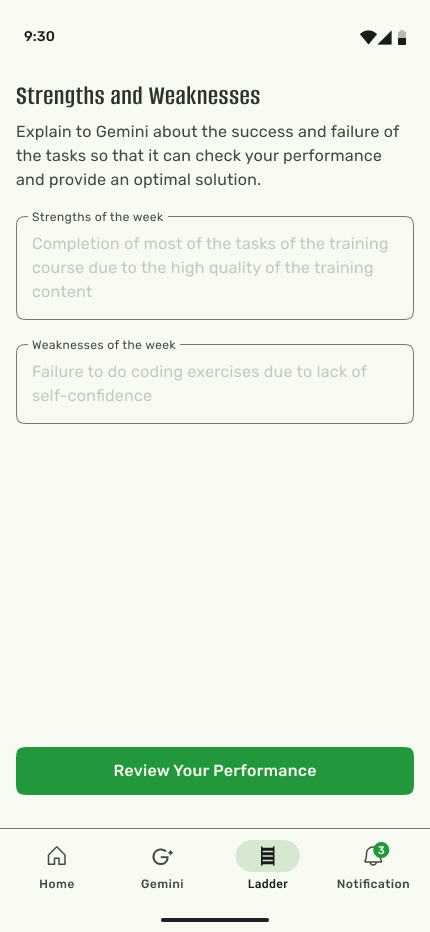 9:30
Strengths and Weaknesses
Explain to Gemini about the success and failure of
the tasks so that it can check your performance
and provide an optimal solution.
Strengths of the week
Completion of most of the tasks of the training
course due to the high quality of the training
content
Weaknesses of the week
Failure to do coding exercises due to lack of
self-confidence
Review Your Performance
3
Home
Gemini
Ladder
Notification